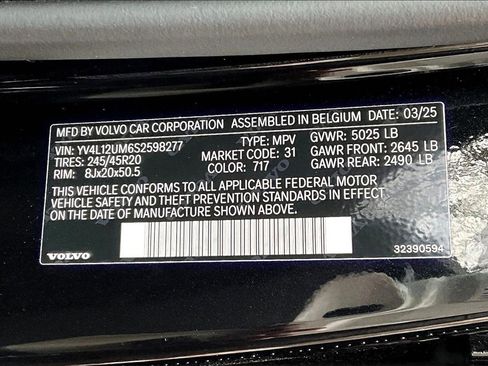 MFD BY VOLVO CAR CORPORATION ASSEMBLED IN BELGIUM DATE: 03/25
VIN: YV4L12UM6S2598277 TYPE: MPV GVWR: 5025 LB
TIRES: 245/45R20 MARKET: 31 GAWR FRONT: 2645 LB
RIM: 8Jx20x50.5 COLOR: 717 GAWR REAR: 2490 LB
THIS VEHICLE CONFORMS TO ALL APPLICABLE FEDERAL MOTOR
VEHICLE SAFETY AND THEFT PREVENTION STANDARDS IN EFFECT
ON THE DATE OF MANUFACTURE SHOWN ABOVE.
VOLVO 32390594